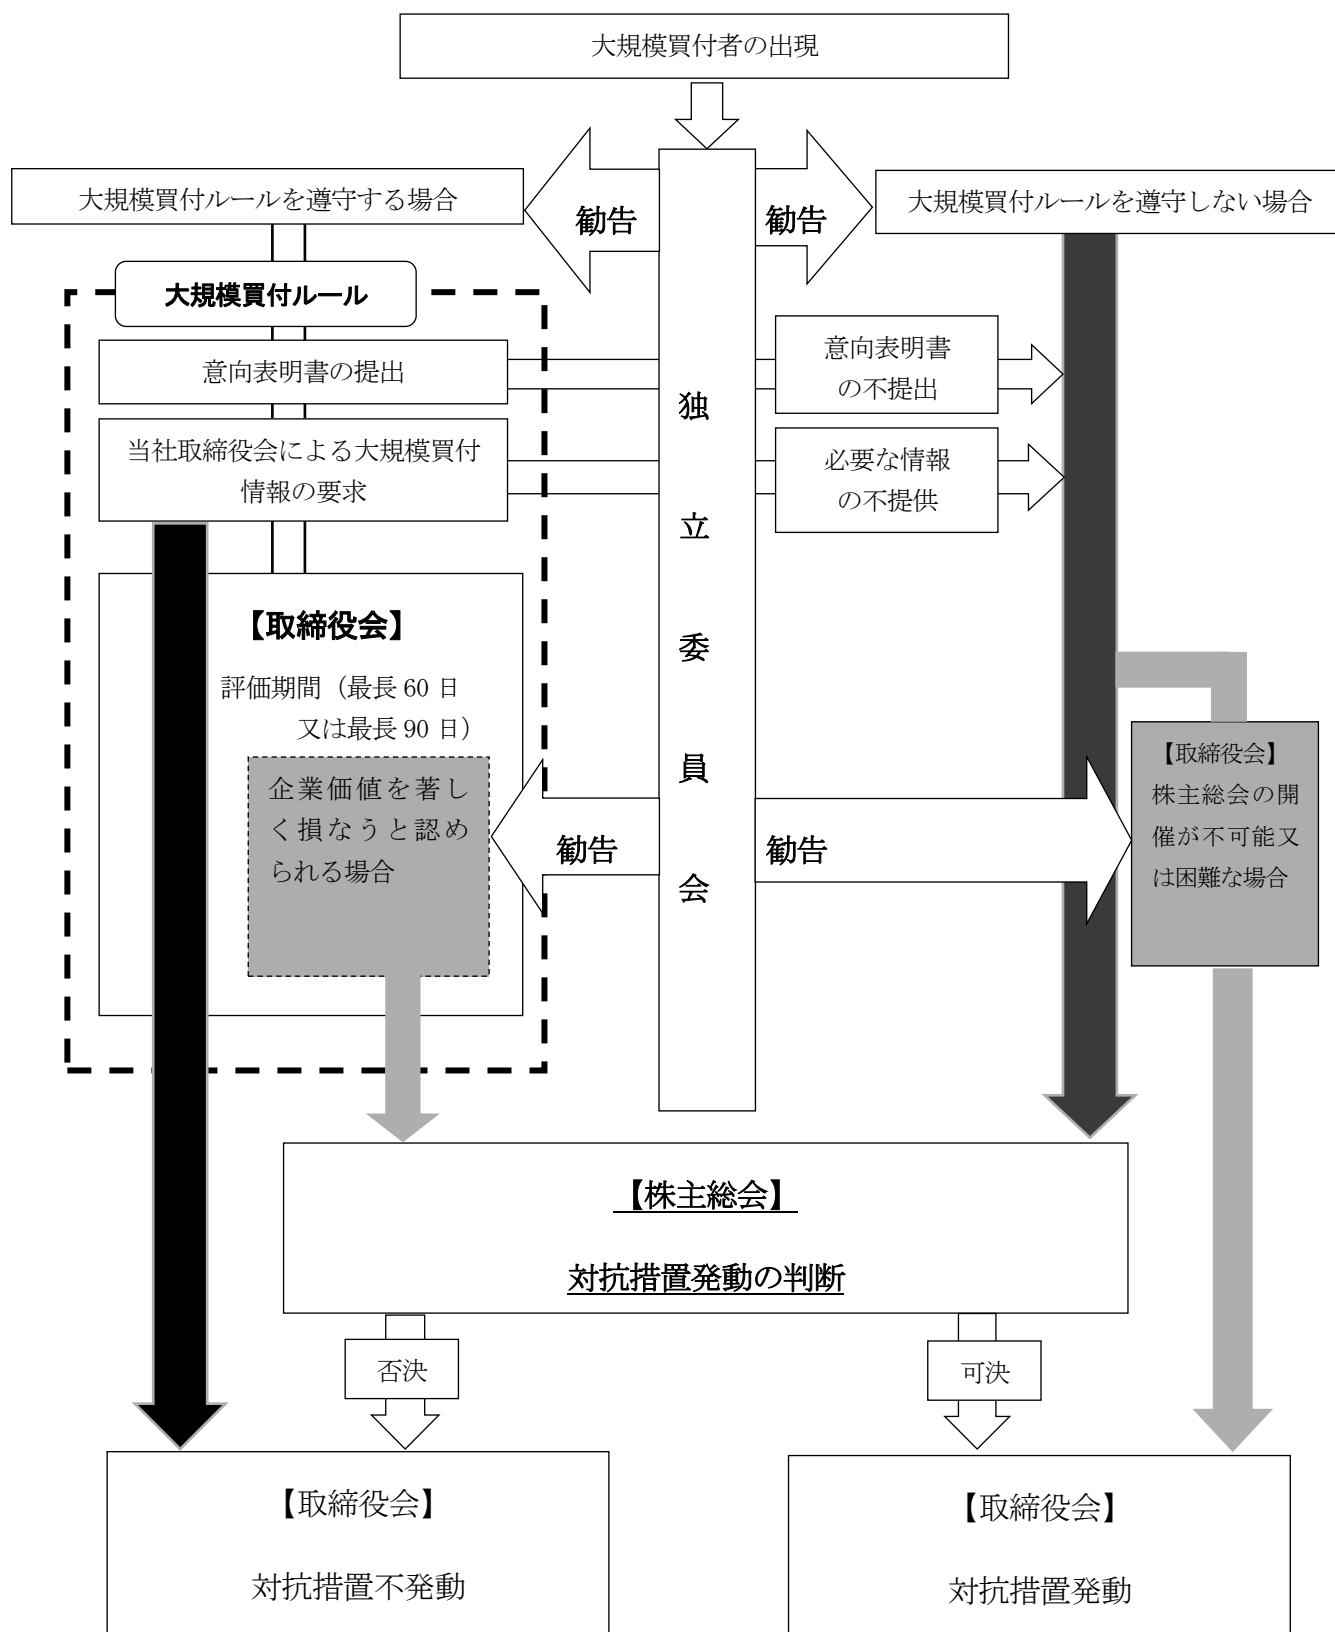 大規模買付者の出現
大規模買付ルールを遵守する場合
勧告
勧告
大規模買付ルールを遵守しない場合
大規模買付ルール
意向表明書の提出
意向表明書
の不提出
当社取締役会による大規模買付
情報の要求
必要な情報
の不提供
独立委員会
【取締役会】
評価期間（最長 60 日
又は最長 90 日）
企業価値を著し
く損なうと認め
られる場合
勧告
勧告
【取締役会】
株主総会の開
催が不可能又
は困難な場合
【株主総会】
対抗措置発動の判断
否決
可決
【取締役会】
対抗措置不発動
【取締役会】
対抗措置発動